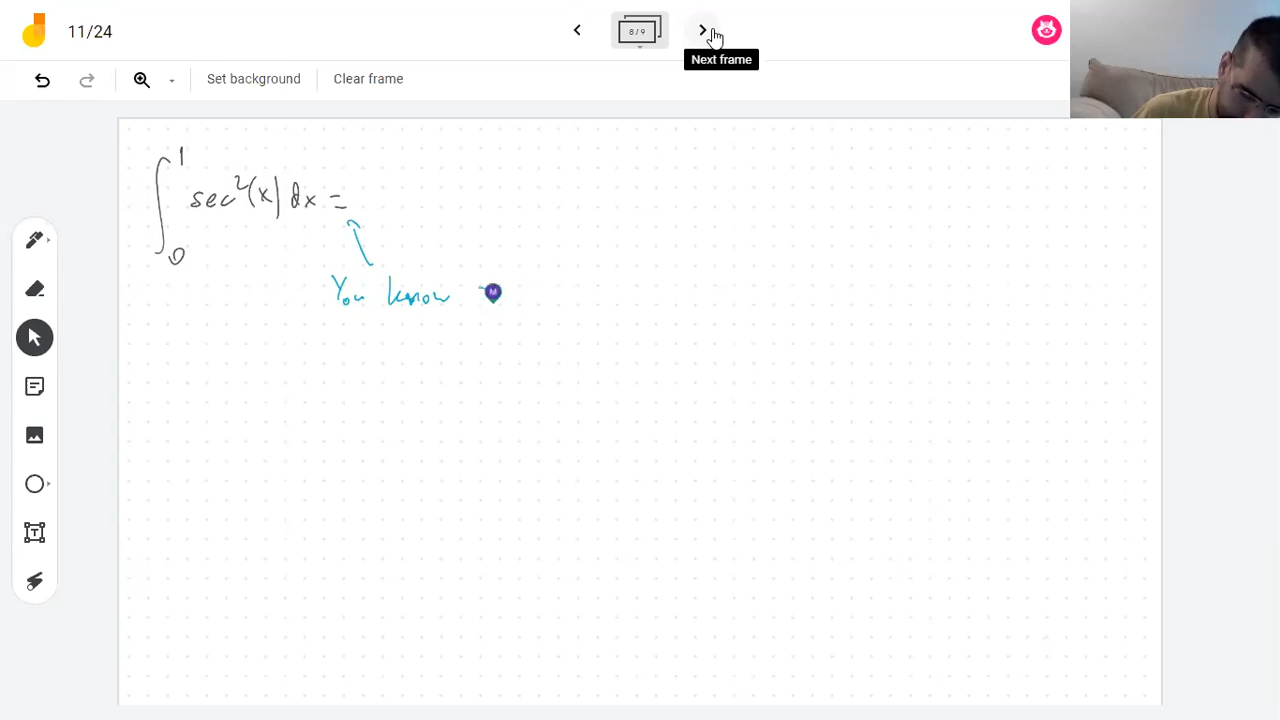 11/24
8 / 9
Next frame
Set background
Clear frame
∫₀¹ sec²(x) dx =
You know
M
T